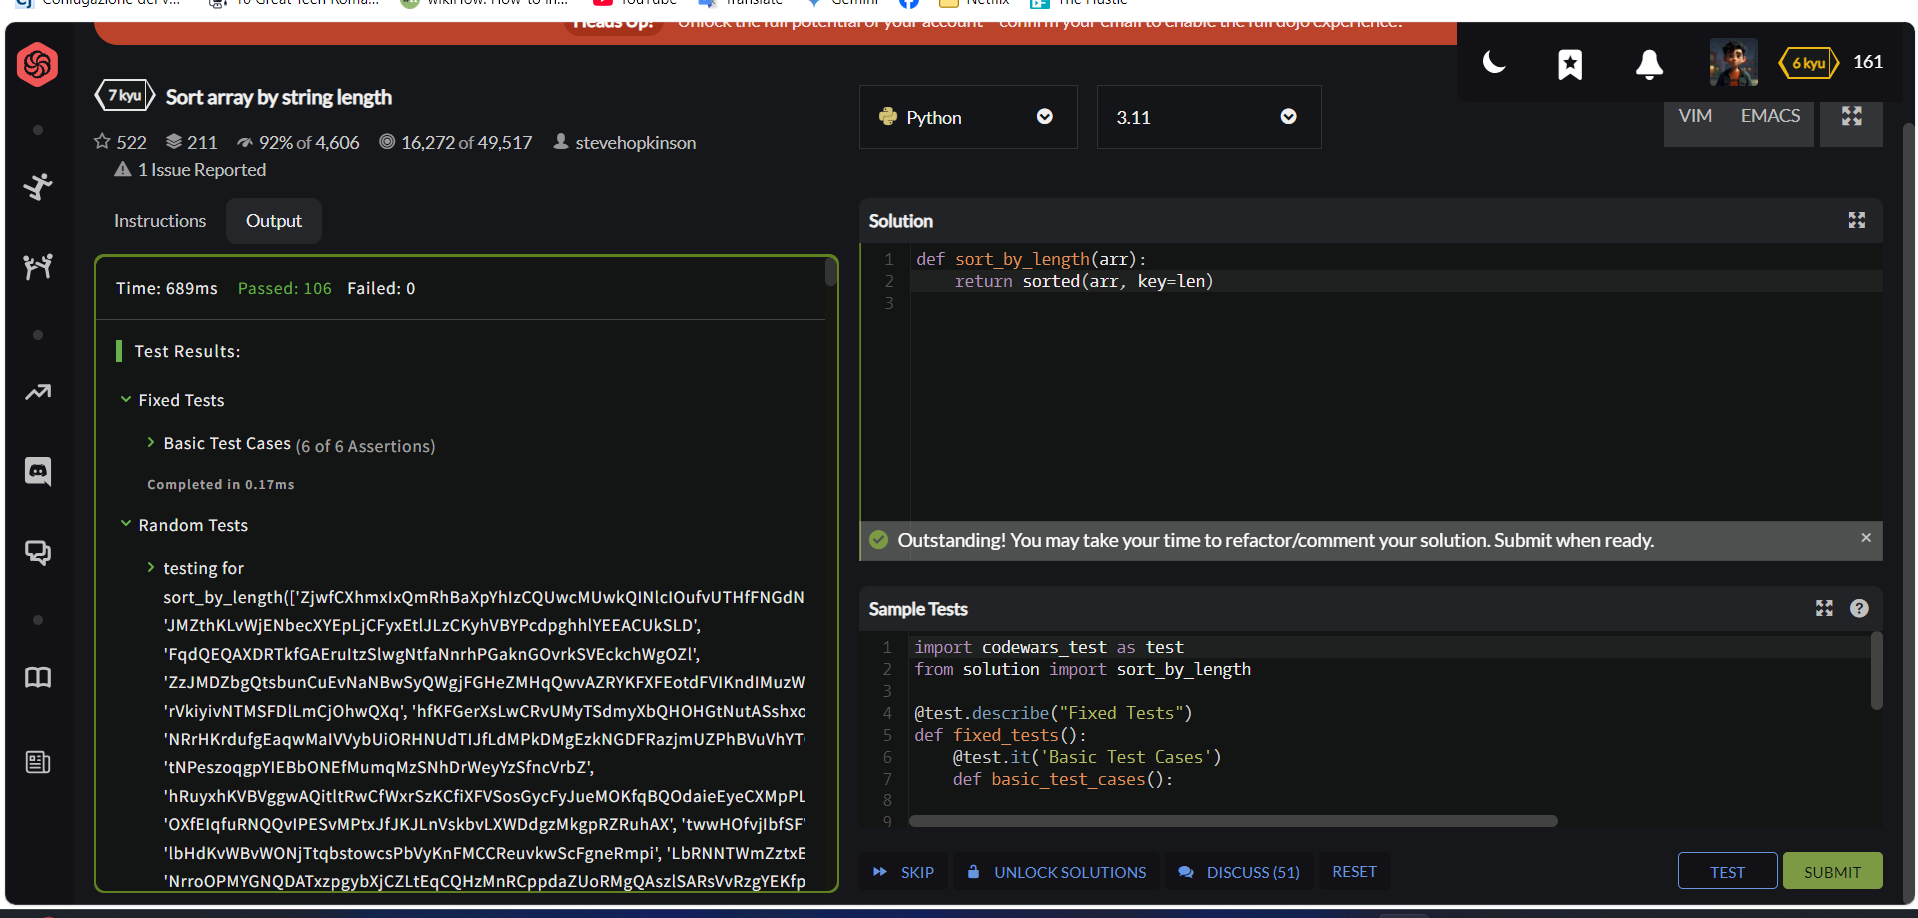 Conjugazione del v...
10 Great Tech Roma...
wikiHow: How-to in...
YouTube
Translate
Gemini
Netflix
The Hustle
Heads Up! Unlock the full potential of your account - confirm your email to enable the full dojo experience.
6 kyu 161
7 kyu Sort array by string length
522 211 92% of 4,606 16,272 of 49,517 stevehopkinson
1 Issue Reported
Python
3.11
VIM EMACS
Instructions Output
Time: 689ms Passed: 106 Failed: 0
Test Results:
Fixed Tests
Basic Test Cases (6 of 6 Assertions)
Completed in 0.17ms
Random Tests
testing for
sort_by_length(['ZjwfCXhmxIxQmRhBaXpYhIzCQUwcMUwkQINlcIOufvUTHfFNGdN
'JMZthKLvWjENbecXYEpLjCFyxEtlJLzCKyhVBYPcdpghhlYEEACUkSLD',
'FqdQEQAXDRTkfGAEruItzSlwgNtfaNnrhPGaknGOvrkSVEckchWgOZl',
'ZzJMDZbgQtsbunCuEvNaNBwSyQWgjFGHeZMHqQwvAZRYKFXFEotdFVIKndIMuzW
'rVkiyivNTMSFDlLmCjOhwQXq', 'hfKFGerXsLwCRvUMyTSdmyXbQHOHGtNutASshxo
'NRrHKrdufgEaqwMaIVVybUiORHNUdTIJfLdMPkDMgEzkNGDFRazjmUZPhBVuVhYT
'tNPeszoqgpYIEBbONEfMumqMzSNhDrWeyYzSfncVrbZ',
'hRuyxhKVBVggwAQitltRwCfWxrSzKCfiXFVSosGycFyJueMOKfqBQOdaieEyeCXMpPL
'OXfEIqfuRNQQvIPESvMPtxJfJKJLnVskbvLXWDdgzMkgpRZRuhAX', 'twwHOfvjIbfSF
'lbHdKvWBvWONjTtqbstowcsPbVyKnFMCCReuvkwScFgneRmpi', 'LbRNNTWmZztxE
'NrroOPMYGNQDATxzpgybXjCZLtEqCQHzMnRCppdaZUoRMgQAszlSARsVvRzgYEKfp
Solution
1 def sort_by_length(arr):
2 return sorted(arr, key=len)
3
Outstanding! You may take your time to refactor/comment your solution. Submit when ready.
Sample Tests
1 import codewars_test as test
2 from solution import sort_by_length
3
4 @test.describe("Fixed Tests")
5 def fixed_tests():
6 @test.it('Basic Test Cases')
7 def basic_test_cases():
8
9
SKIP UNLOCK SOLUTIONS DISCUSS (51) RESET TEST SUBMIT